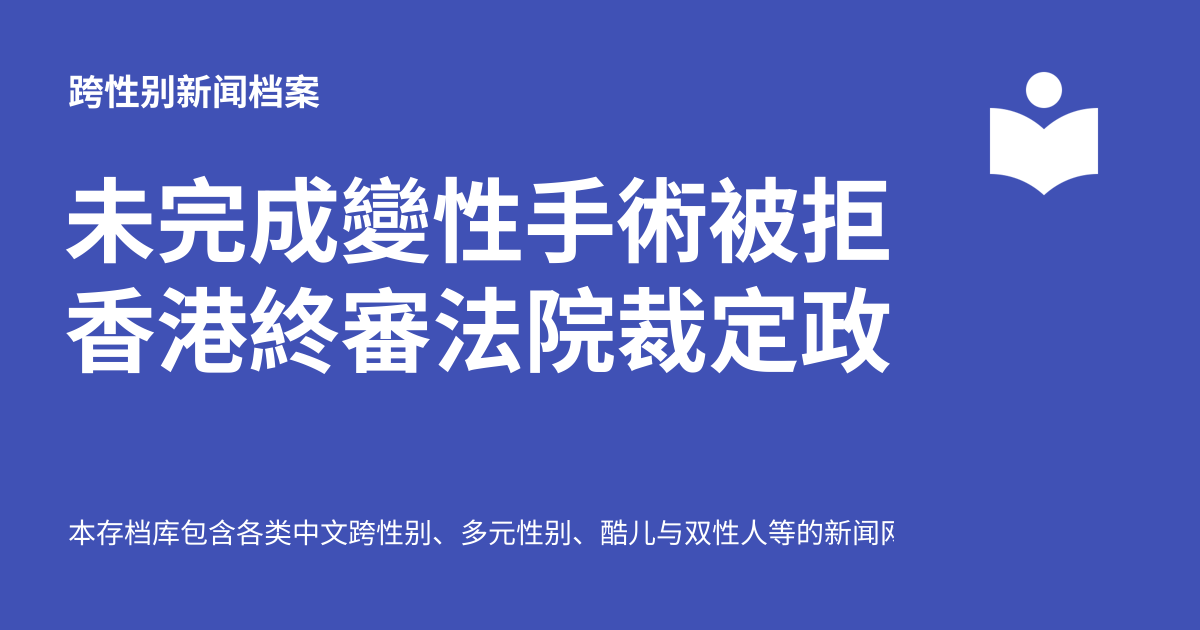 跨性别新闻档案
未完成變性手術被拒
香港終審法院裁定政
本存档库包含各类中文跨性别、多元性别、酷儿与双性人等的新闻网